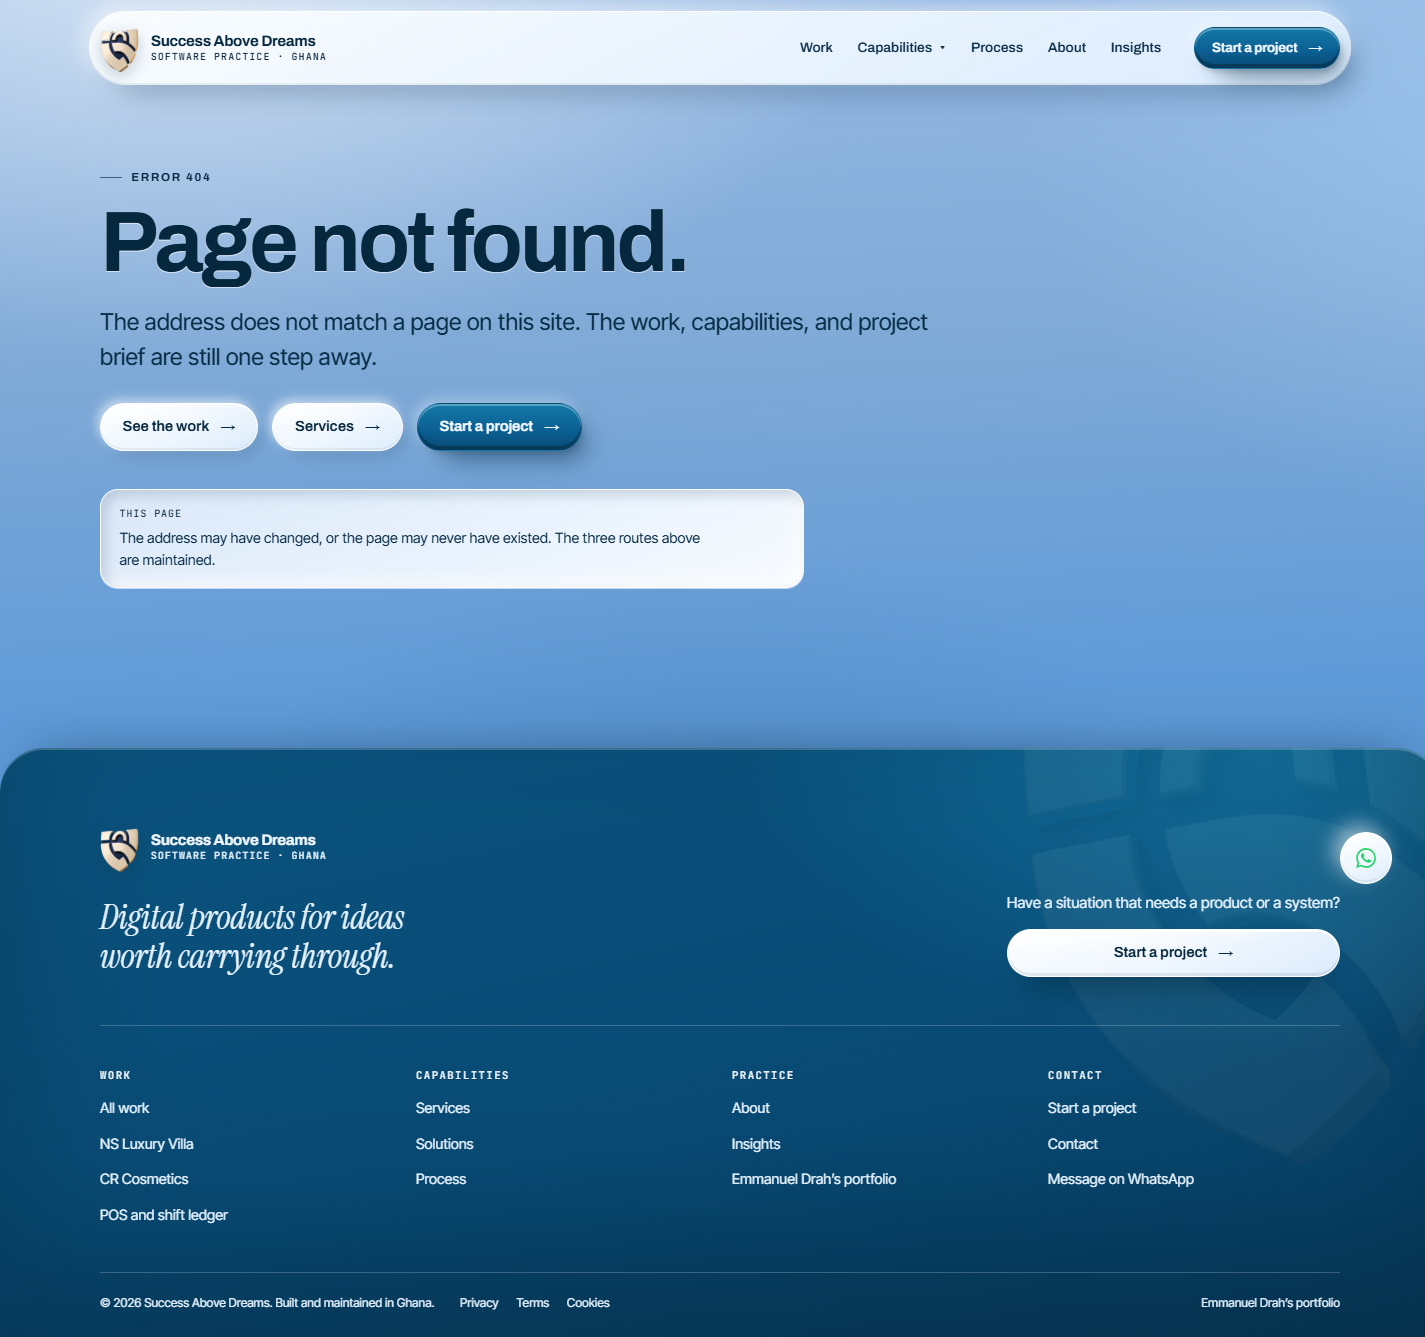 Success Above Dreams
SOFTWARE PRACTICE · GHANA
Work
Capabilities ▾
Process
About
Insights
Start a project →
ERROR 404
Page not found.
The address does not match a page on this site. The work, capabilities, and project
brief are still one step away.
See the work →
Services →
Start a project →
THIS PAGE
The address may have changed, or the page may never have existed. The three routes above
are maintained.
Success Above Dreams
SOFTWARE PRACTICE · GHANA
Digital products for ideas
worth carrying through.
Have a situation that needs a product or a system?
Start a project →
WORK
All work
NS Luxury Villa
CR Cosmetics
POS and shift ledger
CAPABILITIES
Services
Solutions
Process
PRACTICE
About
Insights
Emmanuel Drah’s portfolio
CONTACT
Start a project
Contact
Message on WhatsApp
© 2026 Success Above Dreams. Built and maintained in Ghana.
Privacy
Terms
Cookies
Emmanuel Drah’s portfolio